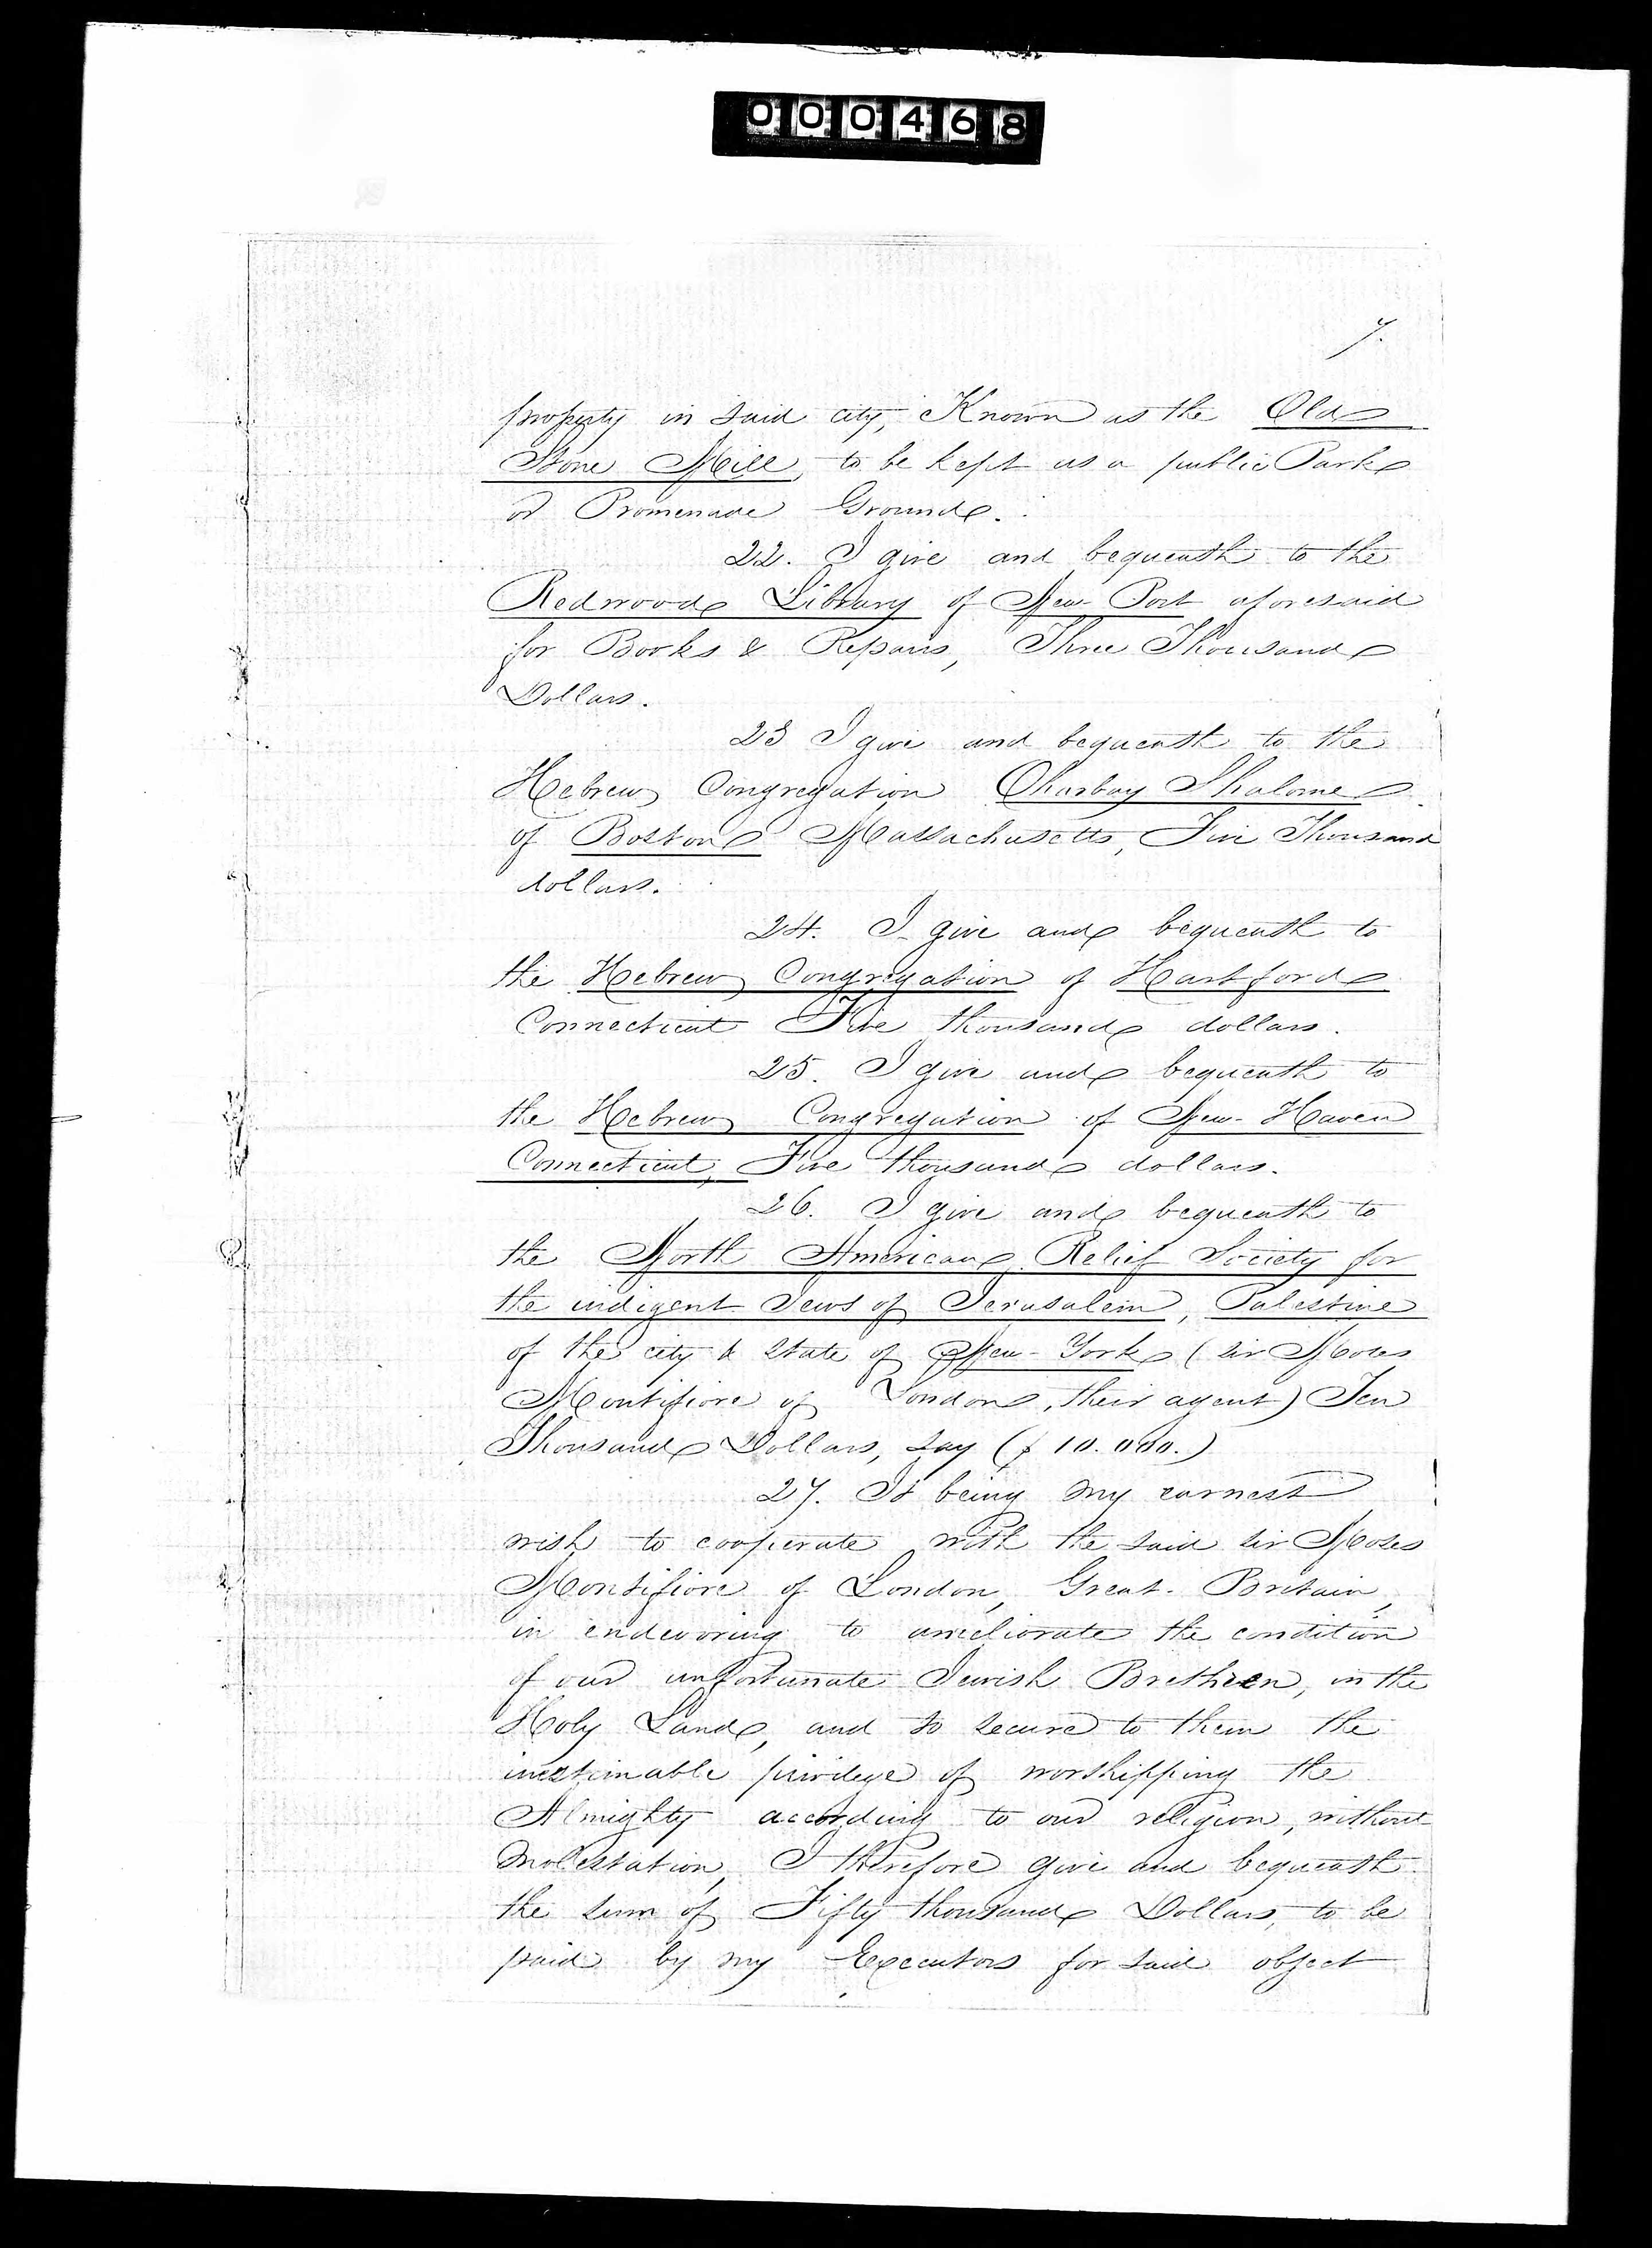 000468
7.
property in said city, Known as the Old
Stone Mill, to be kept as a public Park
or Promenade Ground.
22. I give and bequeath to the
Redwood Library of New-Port aforesaid
for Books & Repairs, Three Thousand
Dollars.
23 I give and bequeath to the
Hebrew Congregation Oharbay Shalome
of Boston Massachusetts, Five Thousand
dollars.
24. I give and bequeath to
the Hebrew Congregation of Hartford
Connecticut Five thousand dollars.
25. I give and bequeath to
the Hebrew Congregation of New-Haven
Connecticut, Five thousand dollars.
26. I give and bequeath to
the North American Relief Society for
the indigent Jews of Jerusalem, Palestine
of the city & state of New-York (sir Moses
Montifiore of London, their agent) Ten
Thousand Dollars, say ($ 10.000.)
27. It being my earnest
wish to cooperate with the said sir Moses
Montifiore of London, Great-Britain,
in endevoring to ameliorate the condition
of our unfortunate Jewish Brethren, in the
Holy Land, and to secure to them the
inestimable privilege of worshipping the
Almighty according to our religion, without
molestation, I therefore give and bequeath
the sum of Fifty thousand Dollars, to be
paid by my Executors for said object